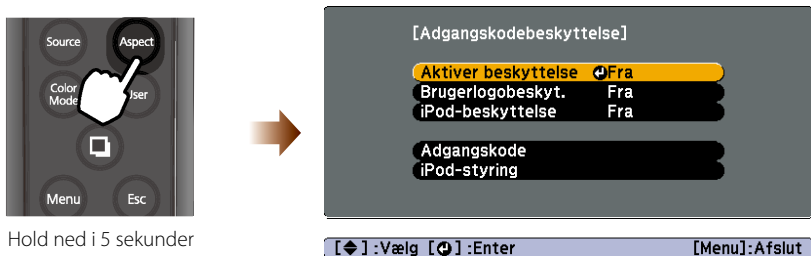 Source
Aspect
Color
Mode
User
Menu
Esc
Hold ned i 5 sekunder
[Adgangskodebeskyttelse]
Aktiver beskyttelse Fra
Brugerlogobeskyt. Fra
iPod-beskyttelse Fra
Adgangskode
iPod-styring
[ ] :Vælg [ ] :Enter [Menu]:Afslut